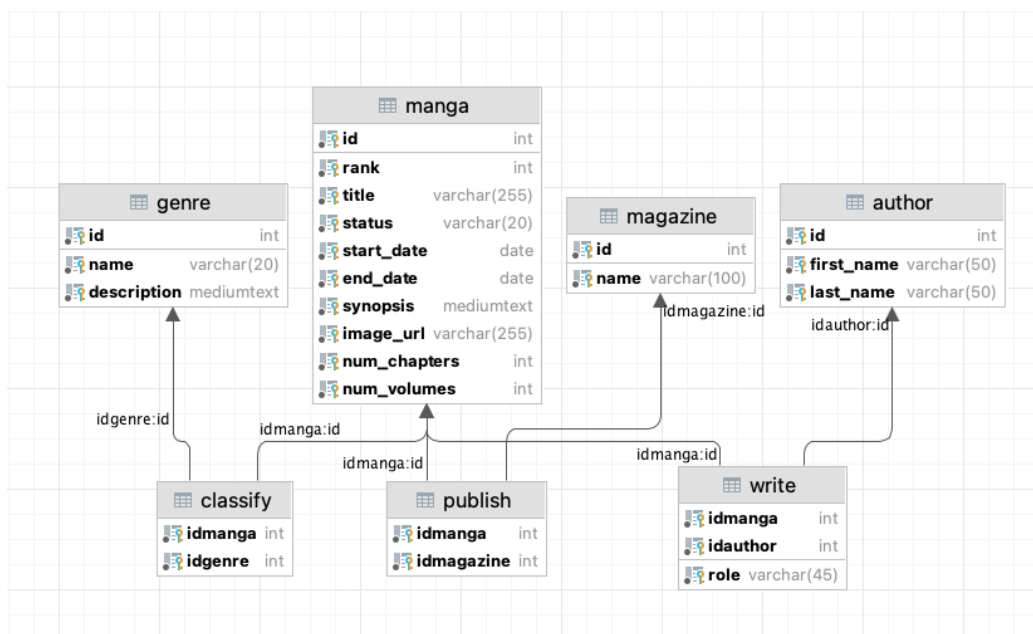 manga
id int
rank int
title varchar(255)
status varchar(20)
start_date date
end_date date
synopsis mediumtext
image_url varchar(255)
num_chapters int
num_volumes int
genre
id int
name varchar(20)
description mediumtext
magazine
id int
name varchar(100)
author
id int
first_name varchar(50)
last_name varchar(50)
idmagazine:id
idauthor:id
idgenre:id
idmanga:id
idmanga:id
idmanga:id
classify
idmanga int
idgenre int
publish
idmanga int
idmagazine int
write
idmanga int
idauthor int
role varchar(45)